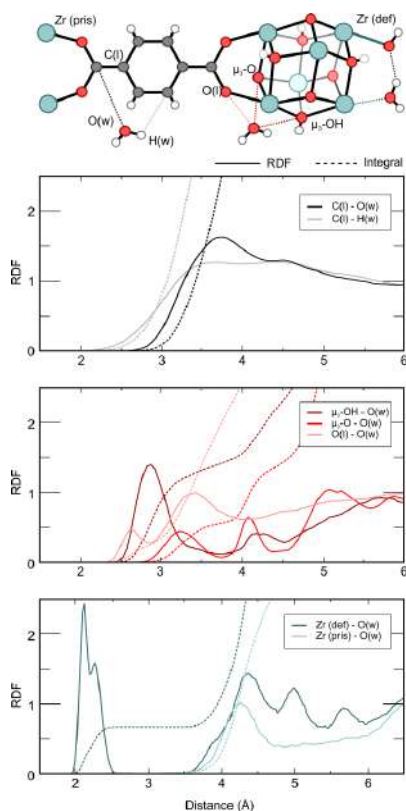 Zr (pris)
Zr (def)
C(l)
μ₃-O
O(l)
O(w)
H(w)
μ₃-OH
RDF
Integral
C(l) - O(w)
C(l) - H(w)
RDF
2
1
0
2
3
4
5
6
μ₃-OH - O(w)
μ₃-O - O(w)
O(l) - O(w)
RDF
2
1
0
2
3
4
5
6
Zr (def) - O(w)
Zr (pris) - O(w)
RDF
2
1
0
2
3
4
5
6
Distance (Å)